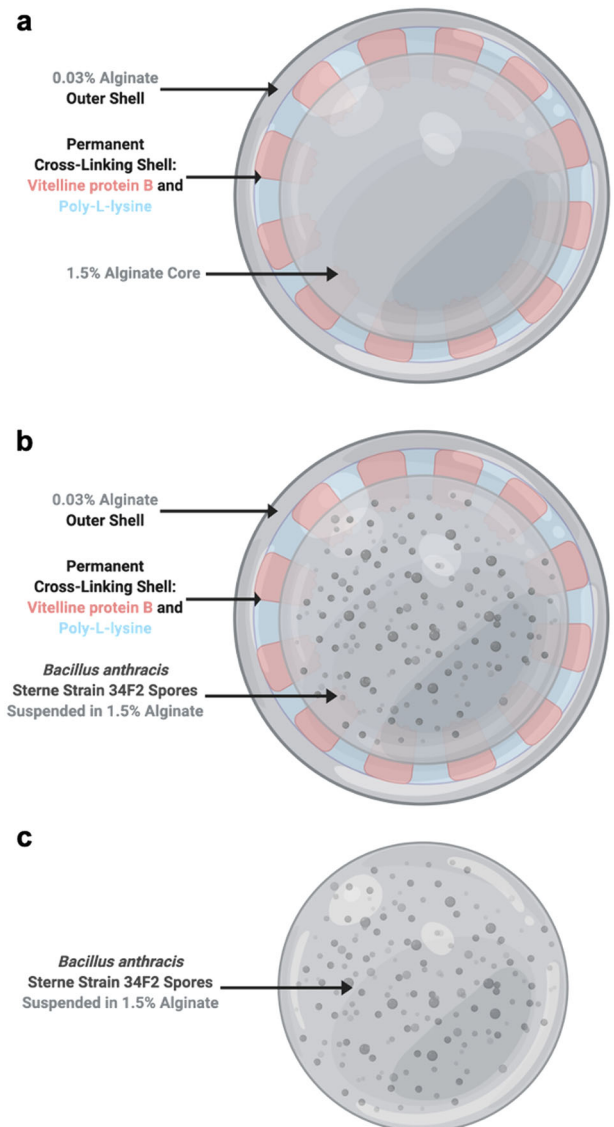 a
0.03% Alginate
Outer Shell
Permanent
Cross-Linking Shell:
Vitelline protein B and
Poly-L-lysine
1.5% Alginate Core
b
0.03% Alginate
Outer Shell
Permanent
Cross-Linking Shell:
Vitelline protein B and
Poly-L-lysine
Bacillus anthracis
Sterne Strain 34F2 Spores
Suspended in 1.5% Alginate
c
Bacillus anthracis
Sterne Strain 34F2 Spores
Suspended in 1.5% Alginate